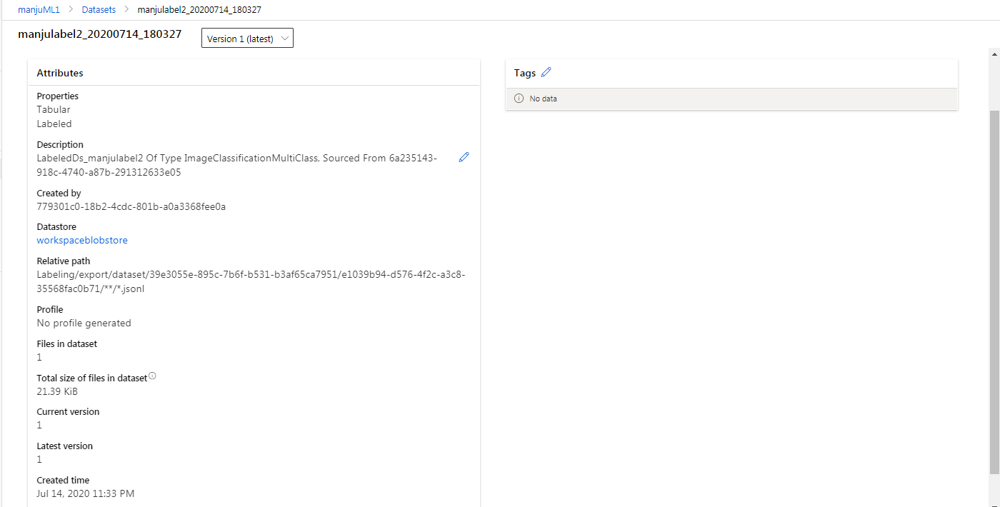 manjuML1 > Datasets > manjulabel2_20200714_180327
manjulabel2_20200714_180327
Version 1 (latest)
Attributes
Properties
Tabular
Labeled
Description
LabeledDs_manjulabel2 Of Type ImageClassificationMultiClass, Sourced From 6a235143-
918c-4740-a87b-291312633e05
Created by
779301c0-18b2-4cdc-801b-a0a3368fee0a
Datastore
workspaceblobstore
Relative path
Labeling/export/dataset/39e3055e-895c-7b6f-b531-b3af65ca7951/e1039b94-d576-4f2c-a3c8-
35568fac0b71/**/*.jsonl
Profile
No profile generated
Files in dataset
1
Total size of files in dataset
21.39 KiB
Current version
1
Latest version
1
Created time
Jul 14, 2020 11:33 PM
Tags
No data